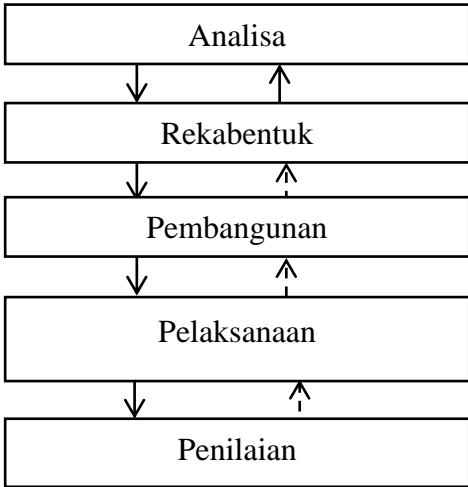 Analisa
Rekabentuk
Pembangunan
Pelaksanaan
Penilaian